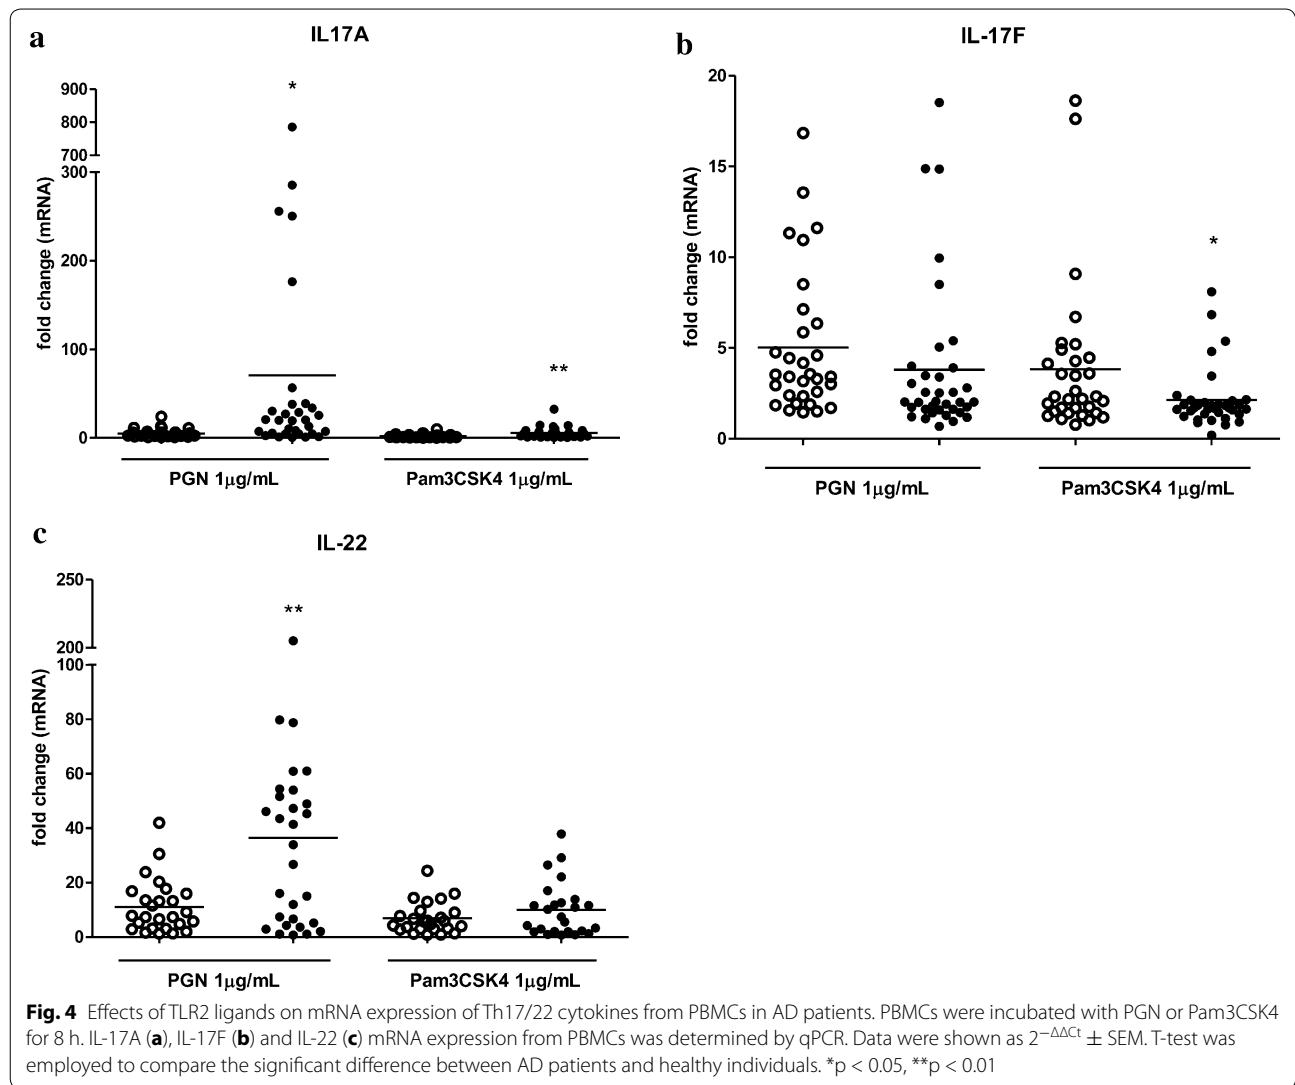 a
IL17A
fold change (mRNA)
900
800
700
300
200
100
0
*
**
PGN 1μg/mL
Pam3CSK4 1μg/mL
b
IL-17F
fold change (mRNA)
20
15
10
5
0
*
PGN 1μg/mL
Pam3CSK4 1μg/mL
c
IL-22
fold change (mRNA)
250
200
100
80
60
40
20
0
**
PGN 1μg/mL
Pam3CSK4 1μg/mL
Fig. 4 Effects of TLR2 ligands on mRNA expression of Th17/22 cytokines from PBMCs in AD patients. PBMCs were incubated with PGN or Pam3CSK4
for 8 h. IL-17A (a), IL-17F (b) and IL-22 (c) mRNA expression from PBMCs was determined by qPCR. Data were shown as 2−ΔΔCt ± SEM. T-test was
employed to compare the significant difference between AD patients and healthy individuals. *p < 0.05, **p < 0.01